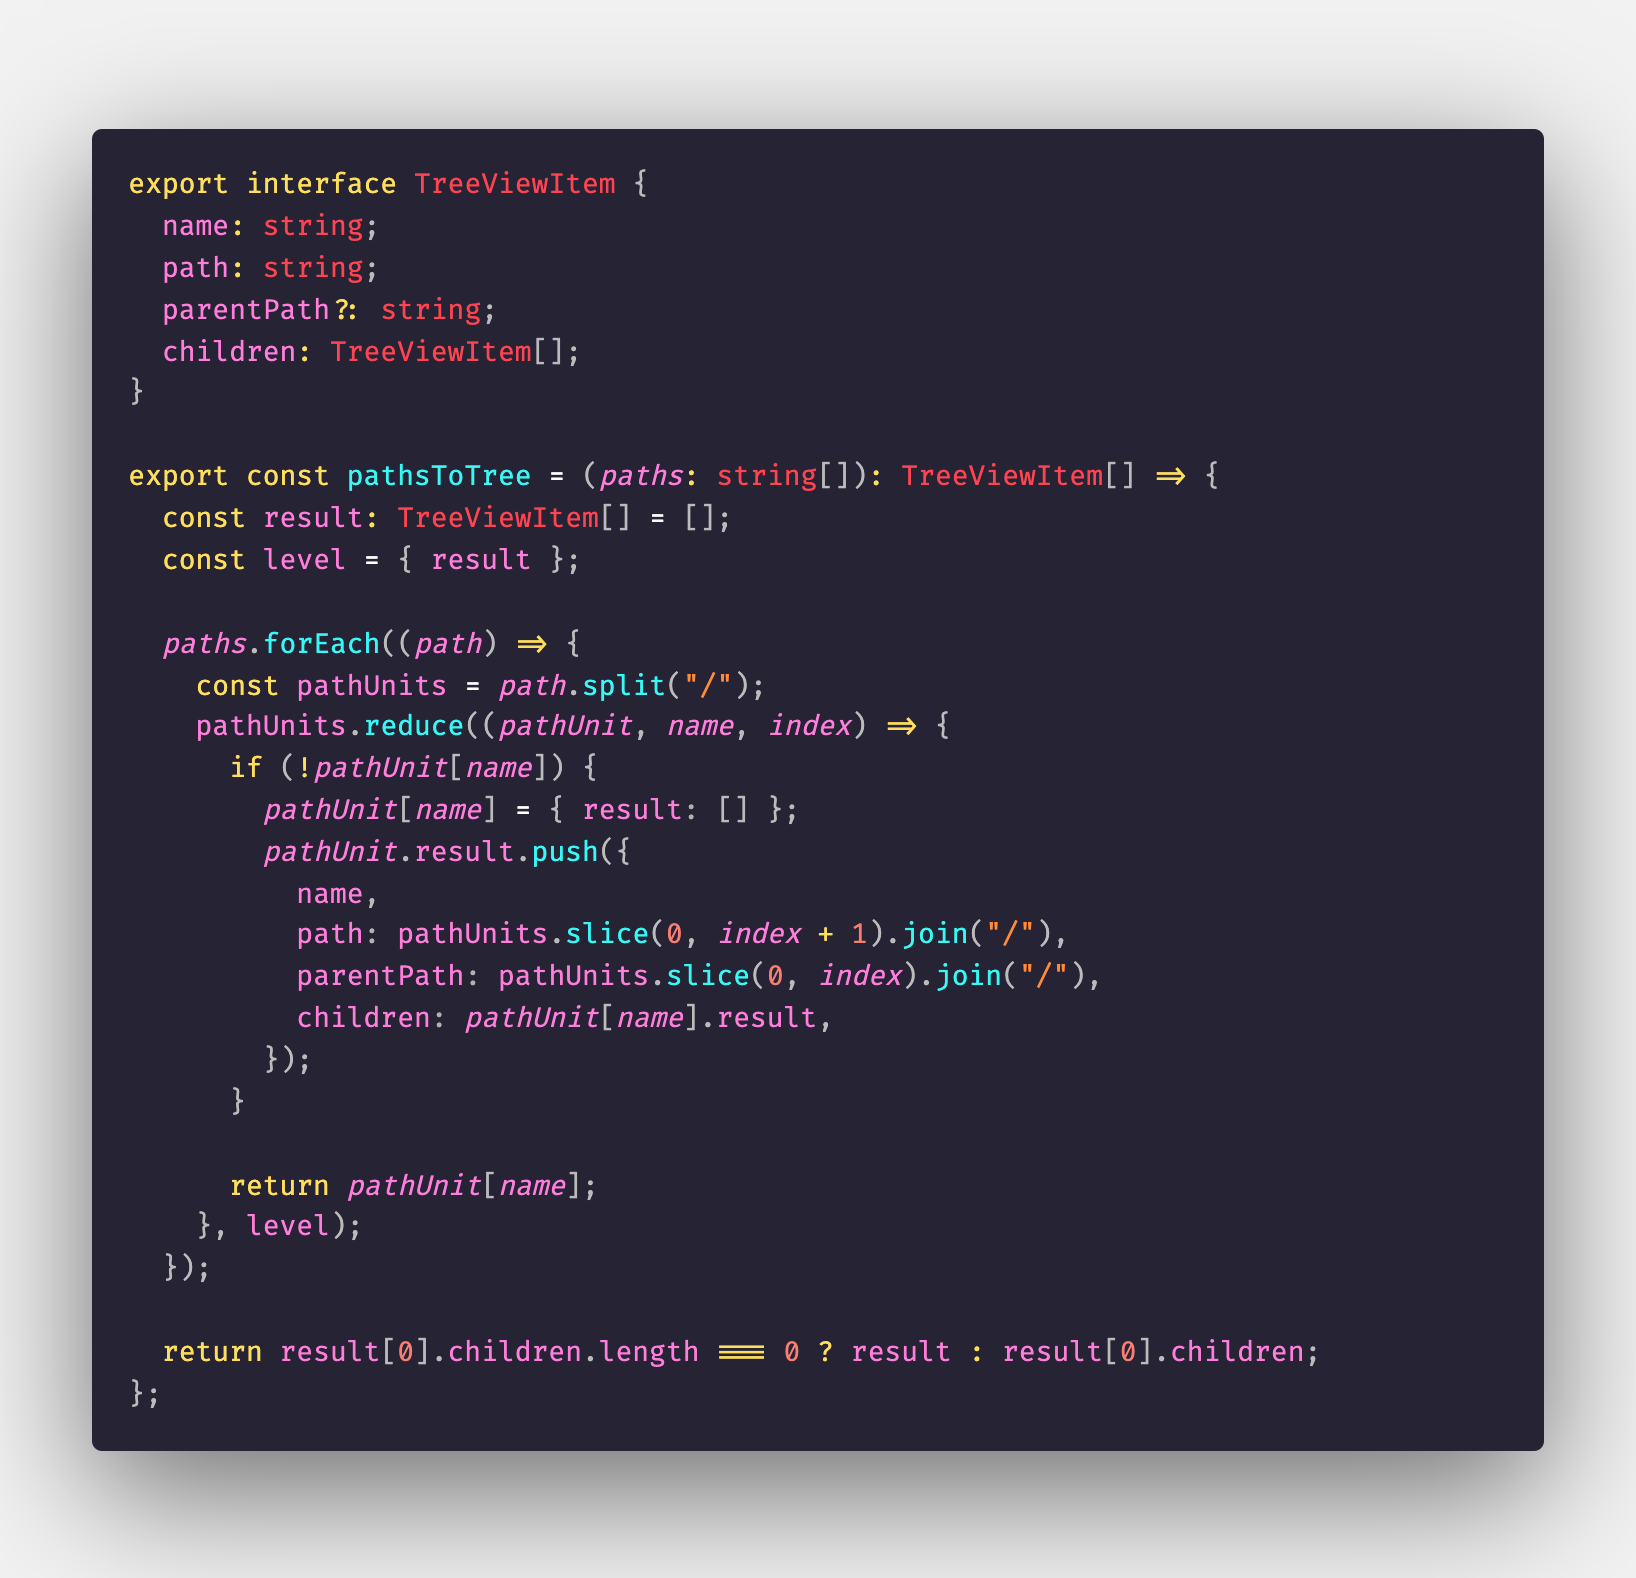 export interface TreeViewItem {
  name: string;
  path: string;
  parentPath?: string;
  children: TreeViewItem[];
}

export const pathsToTree = (paths: string[]): TreeViewItem[] => {
  const result: TreeViewItem[] = [];
  const level = { result };

  paths.forEach((path) => {
    const pathUnits = path.split("/");
    pathUnits.reduce((pathUnit, name, index) => {
      if (!pathUnit[name]) {
        pathUnit[name] = { result: [] };
        pathUnit.result.push({
          name,
          path: pathUnits.slice(0, index + 1).join("/"),
          parentPath: pathUnits.slice(0, index).join("/"),
          children: pathUnit[name].result,
        });
      }

      return pathUnit[name];
    }, level);
  });

  return result[0].children.length === 0 ? result : result[0].children;
};